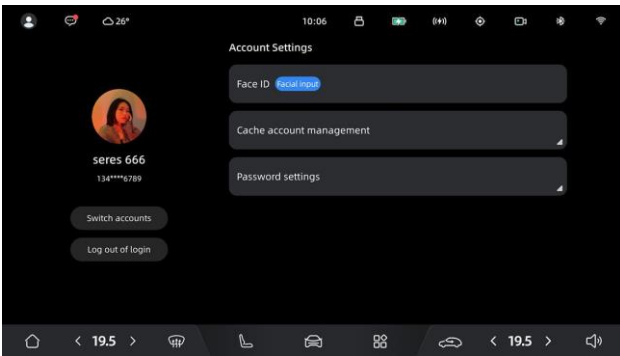 26°
10:06
Account Settings
Face ID Facial input
Cache account management
seres 666
134****6789
Password settings
Switch accounts
Log out of login
19.5
19.5